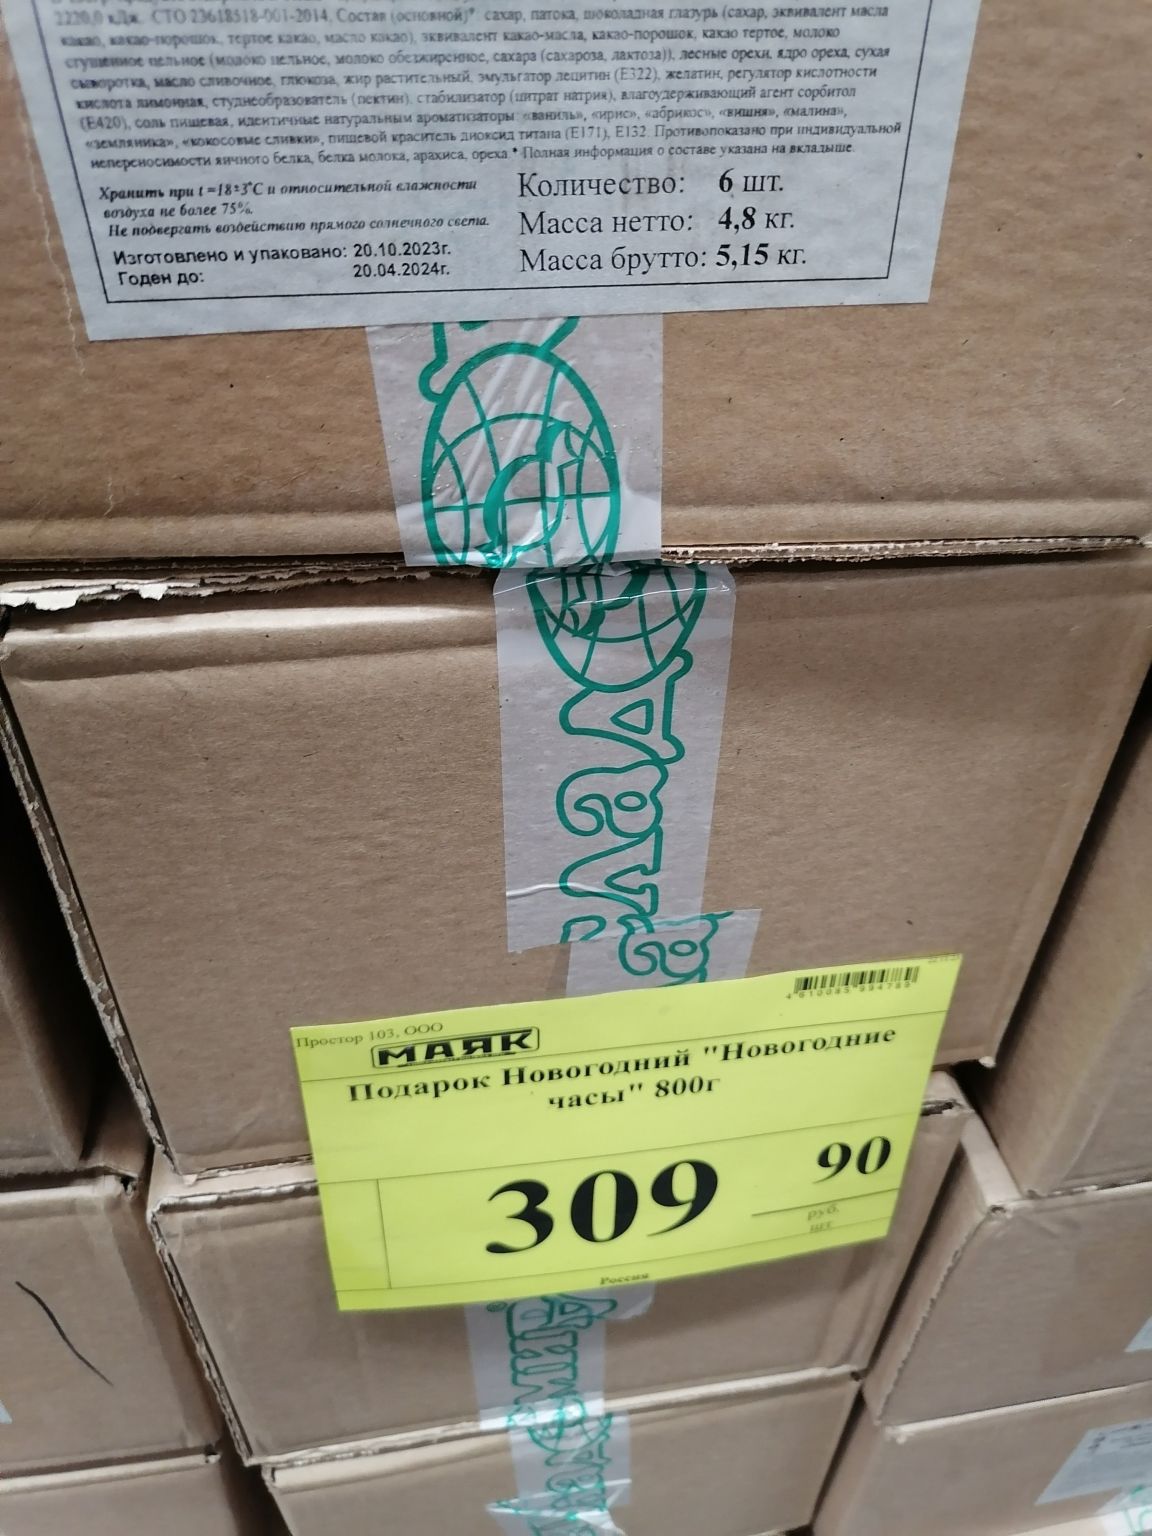 2220,0 кДж. СТО 23618518-001-2014. Состав (основной)*: сахар, патока, шоколадная глазурь (сахар, эквивалент масла
какао, какао-порошок, тертое какао, масло какао), эквивалент какао-масла, какао-порошок, какао тертое, молоко
сгущенное цельное (молоко цельное, молоко обезжиренное, сахара (сахароза, лактоза)), лесные орехи, ядро ореха, сухая
сыворотка, масло сливочное, глюкоза, жир растительный, эмульгатор лецитин (Е322), желатин, регулятор кислотности
кислота лимонная, студнеобразователь (пектин), стабилизатор (цитрат натрия), влагоудерживающий агент сорбитол
(Е420), соль пищевая, идентичные натуральным ароматизаторы: «ваниль», «ирис», «абрикос», «вишня», «малина»,
«земляника», «кокосовые сливки», пищевой краситель диоксид титана (Е171), Е132. Противопоказано при индивидуальной
непереносимости яичного белка, белка молока, арахиса, ореха * Полная информация о составе указана на вкладыше.
Хранить при t =18±3°С и относительной влажности
воздуха не более 75%.
Не подвергать воздействию прямого солнечного света.
Изготовлено и упаковано: 20.10.2023г.
Годен до: 20.04.2024г.
Количество: 6 шт.
Масса нетто: 4,8 кг.
Масса брутто: 5,15 кг.
Простор 103, ООО
МАЯК
4 610085 994789
Подарок Новогодний "Новогодние
часы" 800г
309 90
руб.
шт
Россия